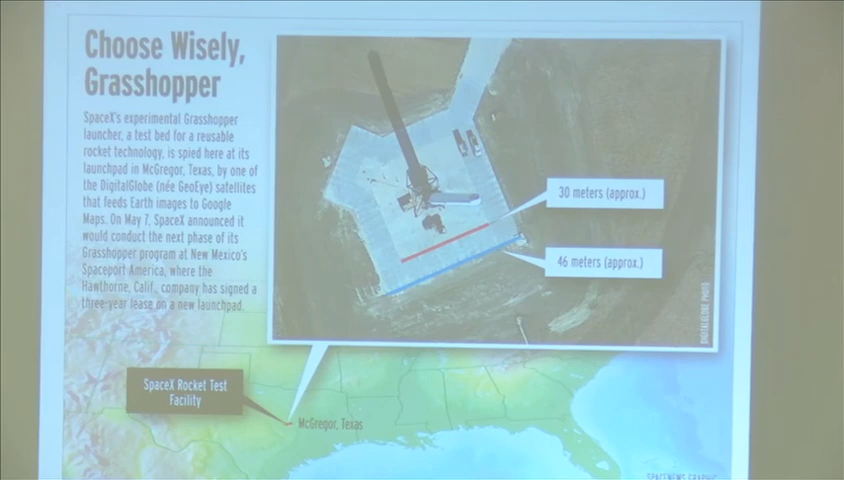 Choose Wisely,
Grasshopper
SpaceX's experimental Grasshopper
launcher, a test bed for a reusable
rocket technology, is spied here at its
launchpad in McGregor, Texas, by one of
the DigitalGlobe (née GeoEye) satellites
that feeds Earth images to Google
Maps. On May 7, SpaceX announced it
would conduct the next phase of its
Grasshopper program at New Mexico's
Spaceport America, where the
Hawthorne, Calif., company has signed a
three-year lease on a new launchpad.
30 meters (approx.)
46 meters (approx.)
DIGITALGLOBE PHOTO
SpaceX Rocket Test
Facility
McGregor, Texas
SPACENEWS GRAPHIC